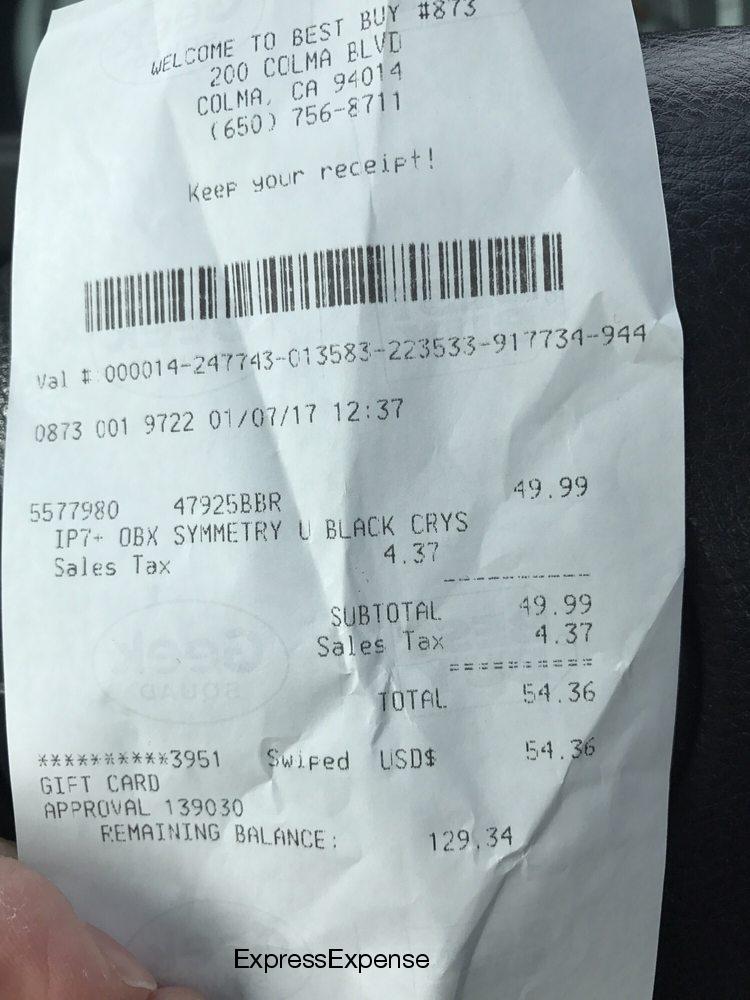 WELCOME TO BEST BUY #873
200 COLMA BLVD
COLMA, CA 94014
(650) 756-8711
Keep your receipt!
Val #:000014-247743-013583-223533-917734-944
0873 001 9722 01/07/17 12:37
5577980 47925BBR 49.99
IP7+ OBX SYMMETRY U BLACK CRYS
Sales Tax 4.37
SUBTOTAL 49.99
Sales Tax 4.37
==========
TOTAL 54.36
***********3951 Swiped USD$ 54.36
GIFT CARD
APPROVAL 139030
REMAINING BALANCE: 129.34
Geek
SQUAD
ExpressExpense